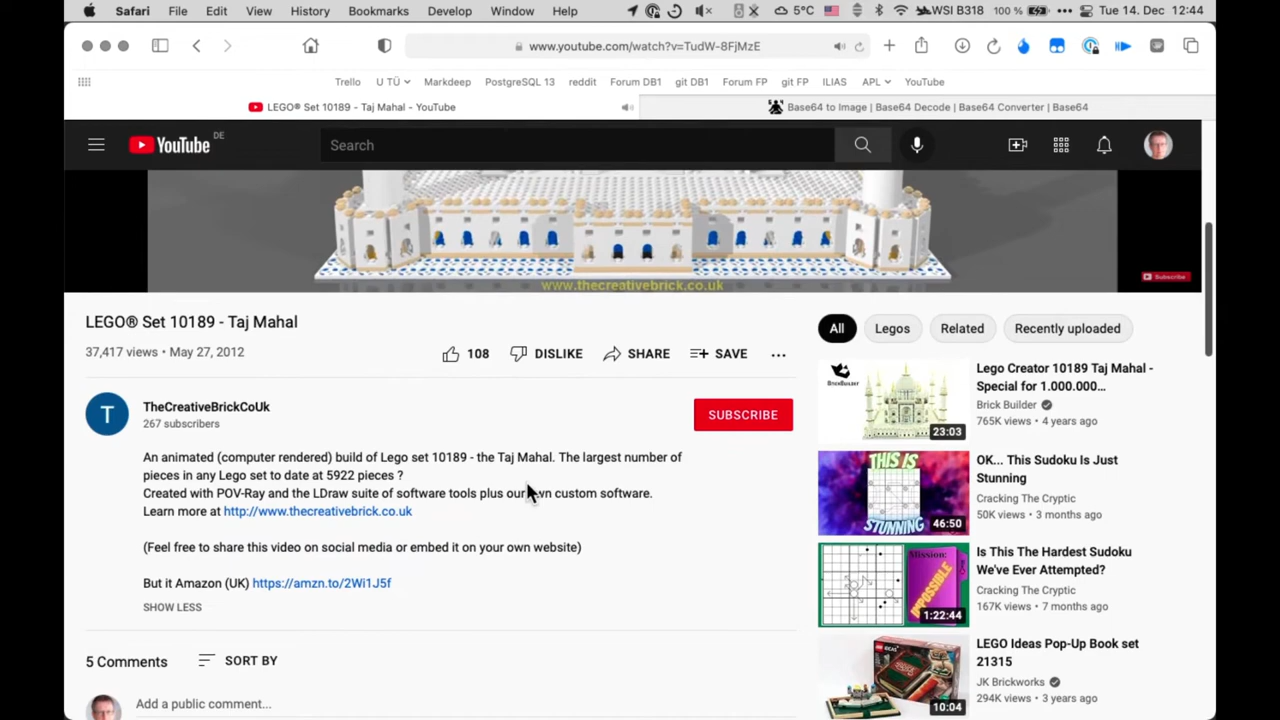 Safari File Edit View History Bookmarks Develop Window Help 5°C WSI B318 100 % Tue 14. Dec 12:44
www.youtube.com/watch?v=TudW-8FjMzE
Trello U TÜ Markdeep PostgreSQL 13 reddit Forum DB1 git DB1 Forum FP git FP ILIAS APL YouTube
LEGO® Set 10189 - Taj Mahal - YouTube
Base64 to Image | Base64 Decode | Base64 Converter | Base64
YouTube DE
Search
www.thecreativebrick.co.uk
Subscribe
LEGO® Set 10189 - Taj Mahal
37,417 views • May 27, 2012
108 DISLIKE SHARE SAVE
T
TheCreativeBrickCoUk
267 subscribers
SUBSCRIBE
An animated (computer rendered) build of Lego set 10189 - the Taj Mahal. The largest number of
pieces in any Lego set to date at 5922 pieces ?
Created with POV-Ray and the LDraw suite of software tools plus our own custom software.
Learn more at http://www.thecreativebrick.co.uk
(Feel free to share this video on social media or embed it on your own website)
But it Amazon (UK) https://amzn.to/2Wi1J5f
SHOW LESS
5 Comments SORT BY
Add a public comment...
All Legos Related Recently uploaded
BRICKBUILDER
23:03
Lego Creator 10189 Taj Mahal -
Special for 1.000.000...
Brick Builder
765K views • 4 years ago
THIS IS
STUNNING
46:50
OK... This Sudoku Is Just
Stunning
Cracking The Cryptic
50K views • 3 months ago
Mission:
IMPOSSIBLE
1:22:44
Is This The Hardest Sudoku
We've Ever Attempted?
Cracking The Cryptic
167K views • 7 months ago
10:04
LEGO Ideas Pop-Up Book set
21315
JK Brickworks
294K views • 3 years ago